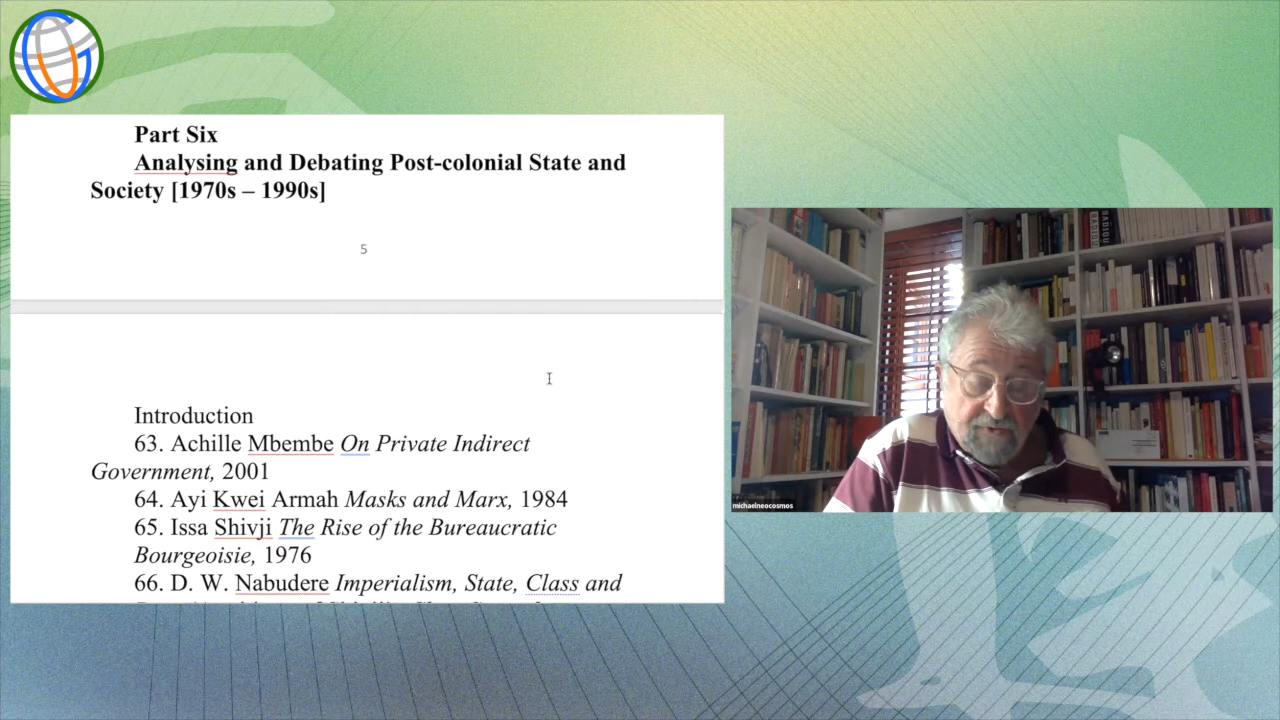 Part Six
Analysing and Debating Post-colonial State and
Society [1970s – 1990s]
5
Introduction
63. Achille Mbembe On Private Indirect
Government, 2001
64. Ayi Kwei Armah Masks and Marx, 1984
65. Issa Shivji The Rise of the Bureaucratic
Bourgeoisie, 1976
66. D. W. Nabudere Imperialism, State, Class and
BADIOU
michaelneocosmos